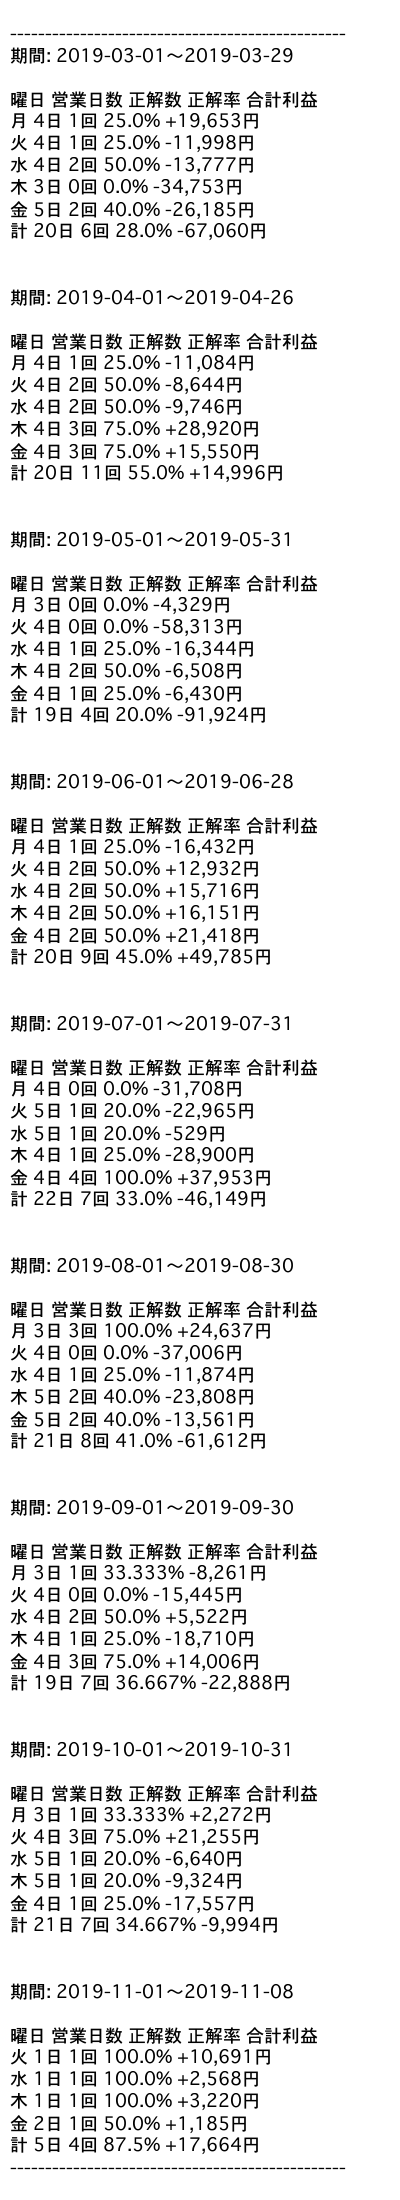 ------------------------------------------------
期間: 2019-03-01～2019-03-29
曜日 営業日数 正解数 正解率 合計利益
月 4日 1回 25.0% +19,653円
火 4日 1回 25.0% -11,998円
水 4日 2回 50.0% -13,777円
木 3日 0回 0.0% -34,753円
金 5日 2回 40.0% -26,185円
計 20日 6回 28.0% -67,060円
期間: 2019-04-01～2019-04-26
曜日 営業日数 正解数 正解率 合計利益
月 4日 1回 25.0% -11,084円
火 4日 2回 50.0% -8,644円
水 4日 2回 50.0% -9,746円
木 4日 3回 75.0% +28,920円
金 4日 3回 75.0% +15,550円
計 20日 11回 55.0% +14,996円
期間: 2019-05-01～2019-05-31
曜日 営業日数 正解数 正解率 合計利益
月 3日 0回 0.0% -4,329円
火 4日 0回 0.0% -58,313円
水 4日 1回 25.0% -16,344円
木 4日 2回 50.0% -6,508円
金 4日 1回 25.0% -6,430円
計 19日 4回 20.0% -91,924円
期間: 2019-06-01～2019-06-28
曜日 営業日数 正解数 正解率 合計利益
月 4日 1回 25.0% -16,432円
火 4日 2回 50.0% +12,932円
水 4日 2回 50.0% +15,716円
木 4日 2回 50.0% +16,151円
金 4日 2回 50.0% +21,418円
計 20日 9回 45.0% +49,785円
期間: 2019-07-01～2019-07-31
曜日 営業日数 正解数 正解率 合計利益
月 4日 0回 0.0% -31,708円
火 5日 1回 20.0% -22,965円
水 5日 1回 20.0% -529円
木 4日 1回 25.0% -28,900円
金 4日 4回 100.0% +37,953円
計 22日 7回 33.0% -46,149円
期間: 2019-08-01～2019-08-30
曜日 営業日数 正解数 正解率 合計利益
月 3日 3回 100.0% +24,637円
火 4日 0回 0.0% -37,006円
水 4日 1回 25.0% -11,874円
木 5日 2回 40.0% -23,808円
金 5日 2回 40.0% -13,561円
計 21日 8回 41.0% -61,612円
期間: 2019-09-01～2019-09-30
曜日 営業日数 正解数 正解率 合計利益
月 3日 1回 33.333% -8,261円
火 4日 0回 0.0% -15,445円
水 4日 2回 50.0% +5,522円
木 4日 1回 25.0% -18,710円
金 4日 3回 75.0% +14,006円
計 19日 7回 36.667% -22,888円
期間: 2019-10-01～2019-10-31
曜日 営業日数 正解数 正解率 合計利益
月 3日 1回 33.333% +2,272円
火 4日 3回 75.0% +21,255円
水 5日 1回 20.0% -6,640円
木 5日 1回 20.0% -9,324円
金 4日 1回 25.0% -17,557円
計 21日 7回 34.667% -9,994円
期間: 2019-11-01～2019-11-08
曜日 営業日数 正解数 正解率 合計利益
火 1日 1回 100.0% +10,691円
水 1日 1回 100.0% +2,568円
木 1日 1回 100.0% +3,220円
金 2日 1回 50.0% +1,185円
計 5日 4回 87.5% +17,664円
------------------------------------------------